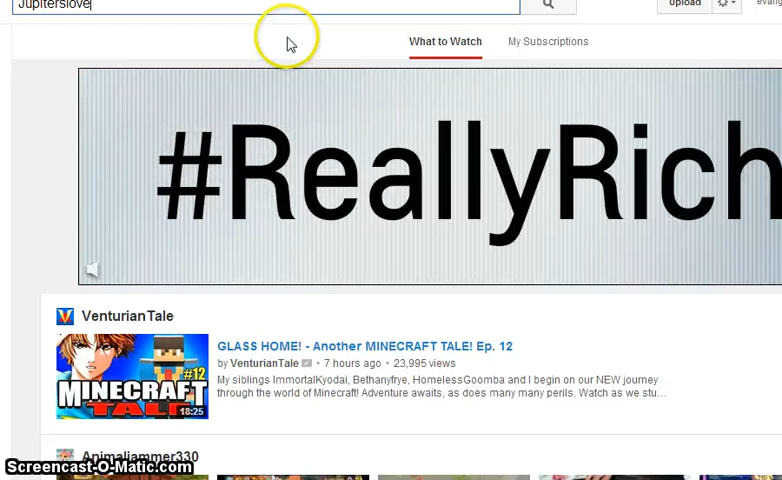 Jupiterslove
Upload
evang
What to Watch
My Subscriptions
#ReallyRich
VenturianTale
MINECRAFT
TALE
#12
18:25
GLASS HOME! - Another MINECRAFT TALE! Ep. 12
by VenturianTale • 7 hours ago • 23,995 views
My siblings ImmortalKyodai, Bethanyfrye, HomelessGoomba and I begin on our NEW journey
through the world of Minecraft! Adventure awaits, as does many many perils. Watch as we stu...
Animaljammer330
Screencast-O-Matic.com